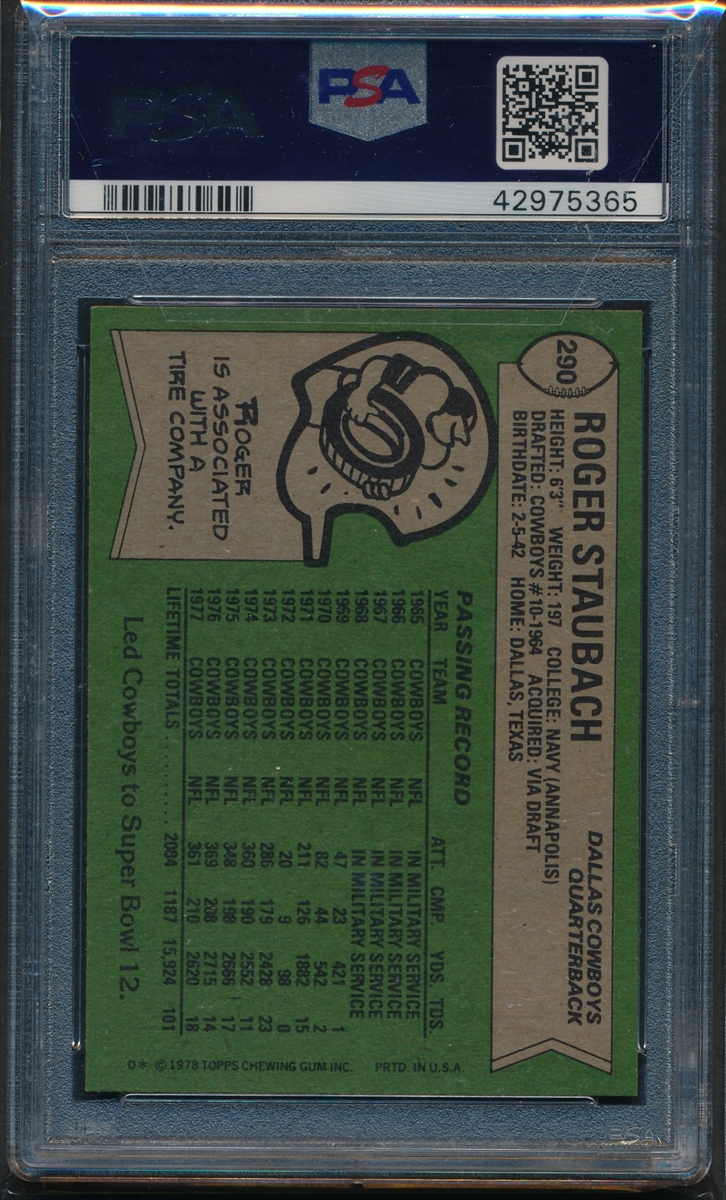 PSA
PSA
42975365
290
ROGER STAUBACH
DALLAS COWBOYS
QUARTERBACK
HEIGHT: 6'3" WEIGHT: 197 COLLEGE: NAVY (ANNAPOLIS)
DRAFTED: COWBOYS #10-1964 ACQUIRED: VIA DRAFT
BIRTHDATE: 2-5-42 HOME: DALLAS, TEXAS
ROGER
IS ASSOCIATED
WITH A
TIRE COMPANY.
PASSING RECORD
YEAR TEAM ATT. CMP. YDS. TDS.
1965 COWBOYS NFL IN MILITARY SERVICE
1966 COWBOYS NFL IN MILITARY SERVICE
1967 COWBOYS NFL IN MILITARY SERVICE
1968 COWBOYS NFL IN MILITARY SERVICE
1969 COWBOYS NFL 47 23 421 1
1970 COWBOYS NFL 82 44 542 2
1971 COWBOYS NFL 211 126 1882 15
1972 COWBOYS NFL 20 9 98 0
1973 COWBOYS NFL 286 179 2428 23
1974 COWBOYS NFL 360 190 2552 11
1975 COWBOYS NFL 348 198 2666 17
1976 COWBOYS NFL 369 208 2715 14
1977 COWBOYS NFL 361 210 2620 18
LIFETIME TOTALS .......... 2084 1187 15,924 101
Led Cowboys to Super Bowl 12.
D* © 1978 TOPPS CHEWING GUM INC. PRTD. IN U.S.A.
PSA